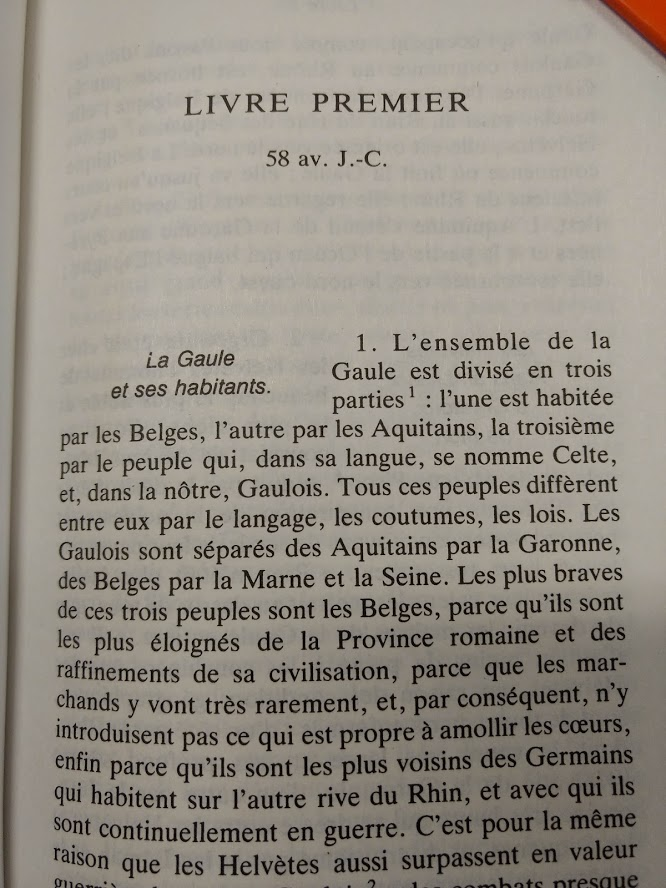 LIVRE PREMIER
58 av. J.-C.
La Gaule
et ses habitants.
1. L'ensemble de la
Gaule est divisé en trois
parties¹ : l'une est habitée
par les Belges, l'autre par les Aquitains, la troisième
par le peuple qui, dans sa langue, se nomme Celte,
et, dans la nôtre, Gaulois. Tous ces peuples diffèrent
entre eux par le langage, les coutumes, les lois. Les
Gaulois sont séparés des Aquitains par la Garonne,
des Belges par la Marne et la Seine. Les plus braves
de ces trois peuples sont les Belges, parce qu'ils sont
les plus éloignés de la Province romaine et des
raffinements de sa civilisation, parce que les mar-
chands y vont très rarement, et, par conséquent, n'y
introduisent pas ce qui est propre à amollir les cœurs,
enfin parce qu'ils sont les plus voisins des Germains
qui habitent sur l'autre rive du Rhin, et avec qui ils
sont continuellement en guerre. C'est pour la même
raison que les Helvètes aussi surpassent en valeur
combats presque